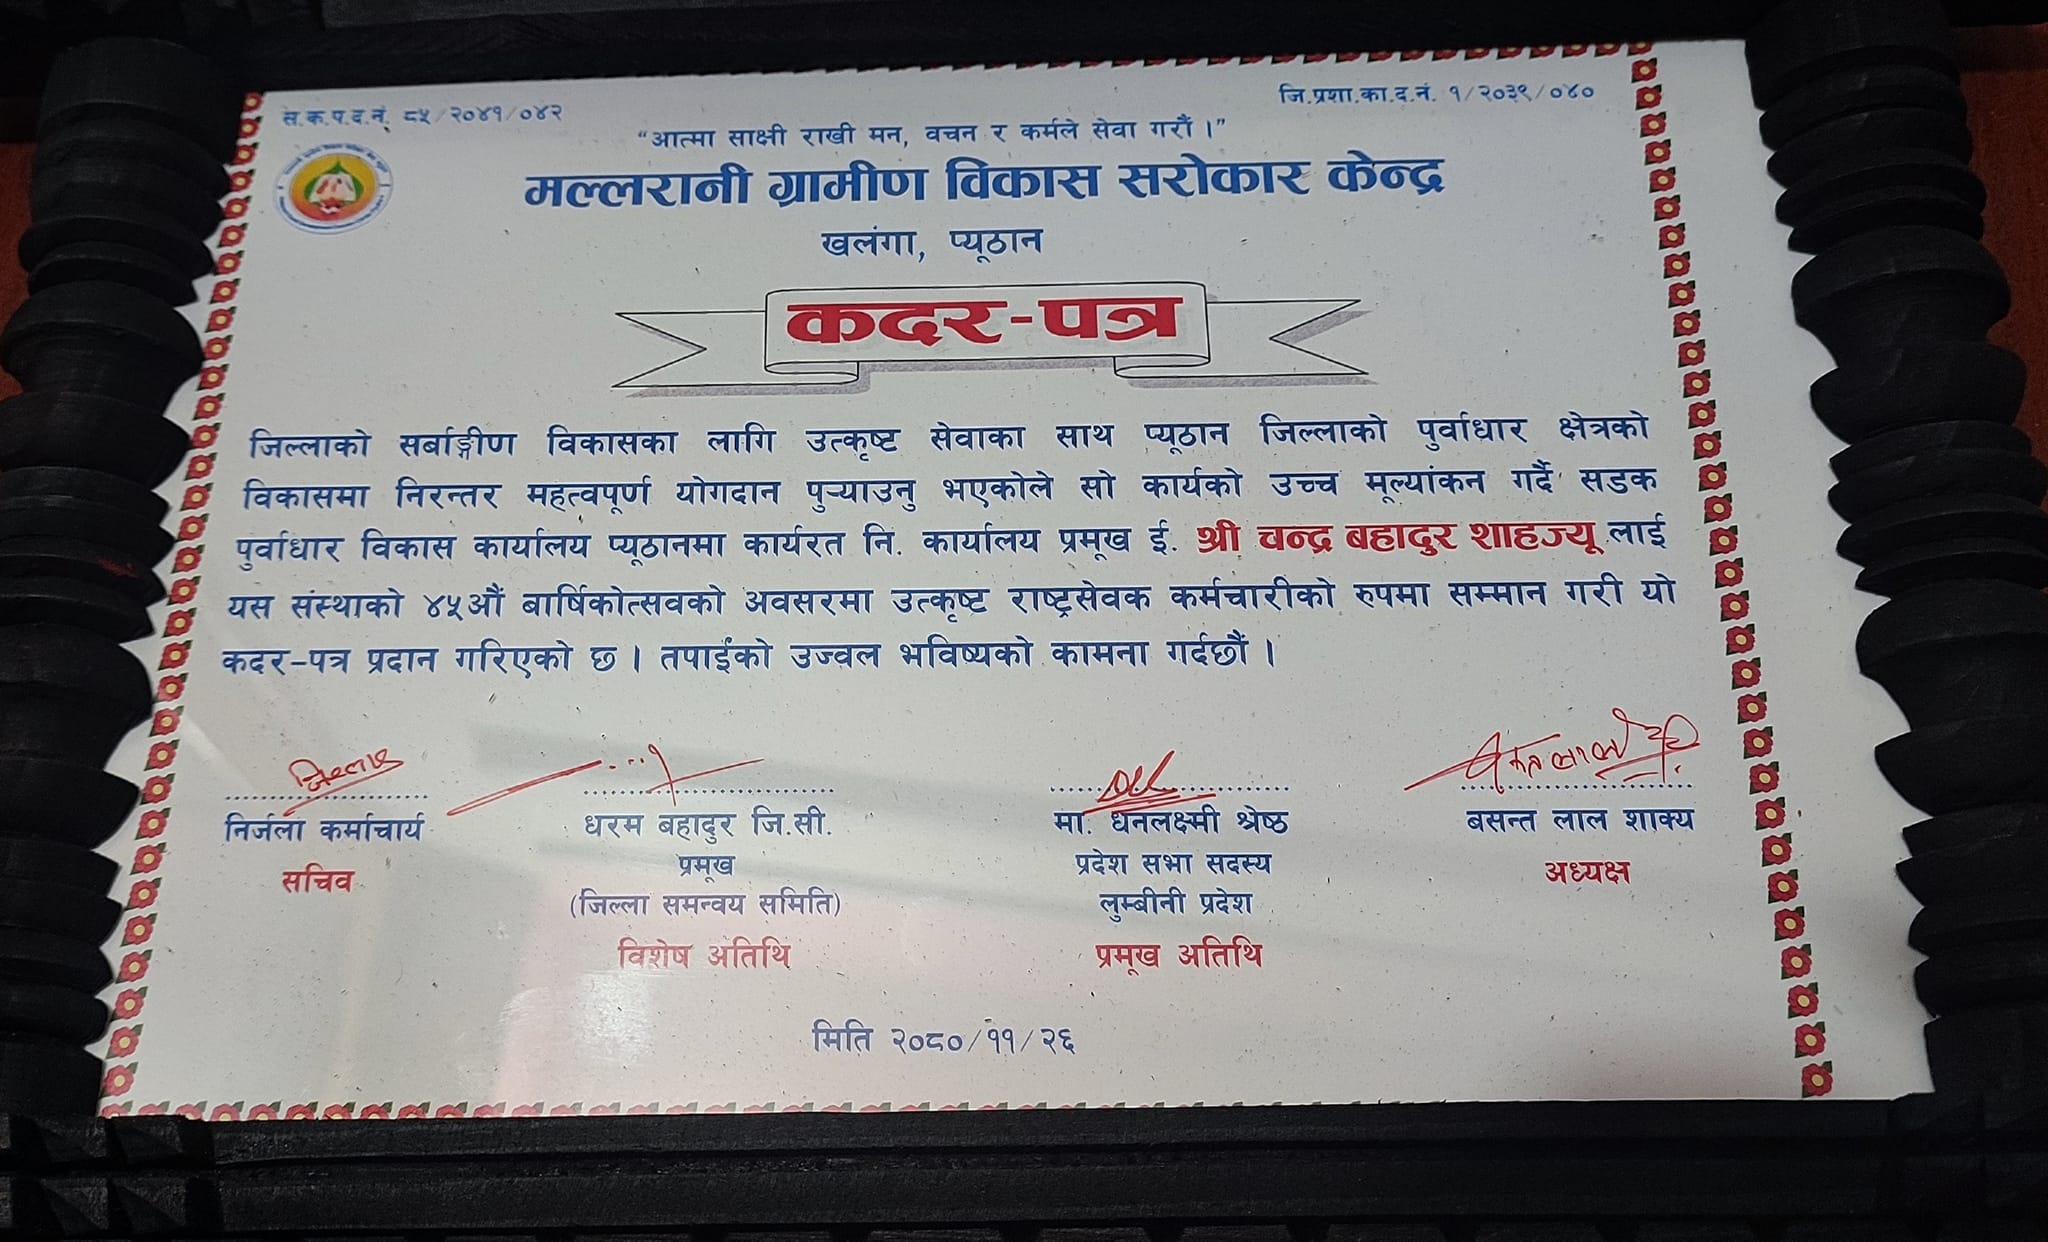 स.क.प.द.नं. ८५/२०४१/०४२
जि.प्रशा.का.द.नं. १/२०३९/०४०
"आत्मा साक्षी राखी मन, वचन र कर्मले सेवा गरौं ।"
मल्लरानी ग्रामीण विकास सरोकार केन्द्र
खलंगा, प्यूठान
कदर-पत्र
जिल्लाको सर्बाङ्गीण विकासका लागि उत्कृष्ट सेवाका साथ प्यूठान जिल्लाको पुर्वाधार क्षेत्रको
विकासमा निरन्तर महत्वपूर्ण योगदान पुऱ्याउनु भएकोले सो कार्यको उच्च मूल्यांकन गर्दै सडक
पुर्वाधार विकास कार्यालय प्यूठानमा कार्यरत नि. कार्यालय प्रमूख ई. श्री चन्द्र बहादुर शाहज्यू लाई
यस संस्थाको ४५औं बार्षिकोत्सवको अवसरमा उत्कृष्ट राष्ट्रसेवक कर्मचारीको रुपमा सम्मान गरी यो
कदर-पत्र प्रदान गरिएको छ । तपाईको उज्वल भविष्यको कामना गर्दछौं ।
निर्जला कर्माचार्य
सचिव
धरम बहादुर जि.सी.
प्रमूख
(जिल्ला समन्वय समिति)
विशेष अतिथि
मा. धनलक्ष्मी श्रेष्ठ
प्रदेश सभा सदस्य
लुम्बीनी प्रदेश
प्रमूख अतिथि
बसन्त लाल शाक्य
अध्यक्ष
मिति २०८०/११/२६